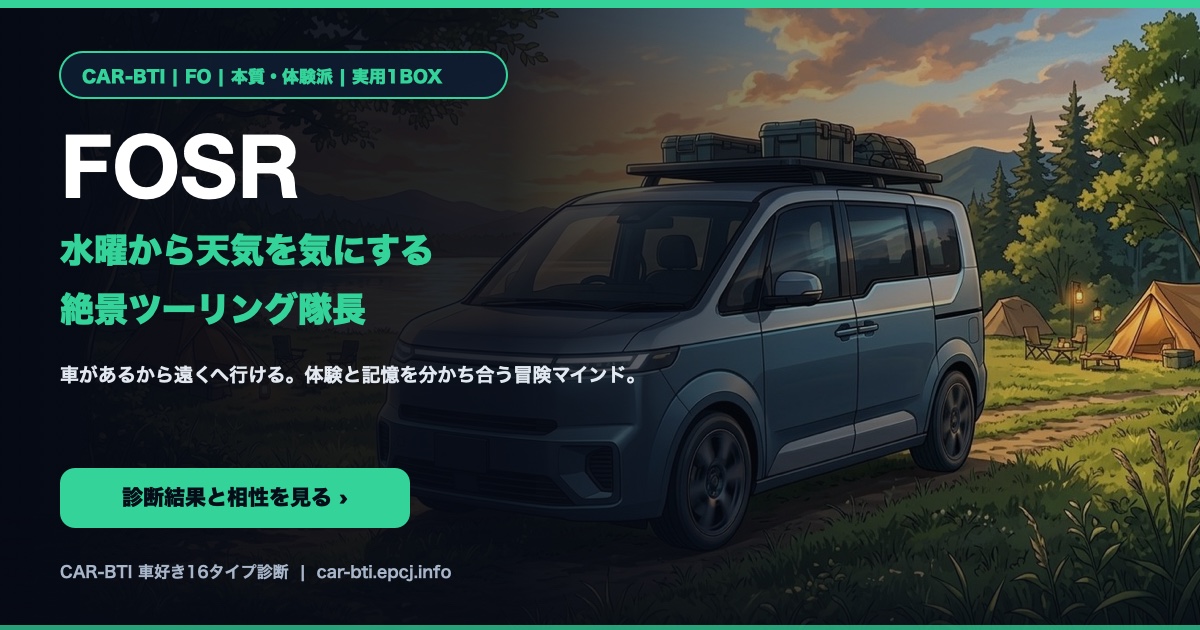 CAR-BTI | FO | 本質・体験派 | 実用1BOX
FOSR
水曜から天気を気にする
絶景ツーリング隊長
車があるから遠くへ行ける。体験と記憶を分かち合う冒険マインド。
診断結果と相性を見る ›
CAR-BTI 車好き16タイプ診断 | car-bti.epcj.info